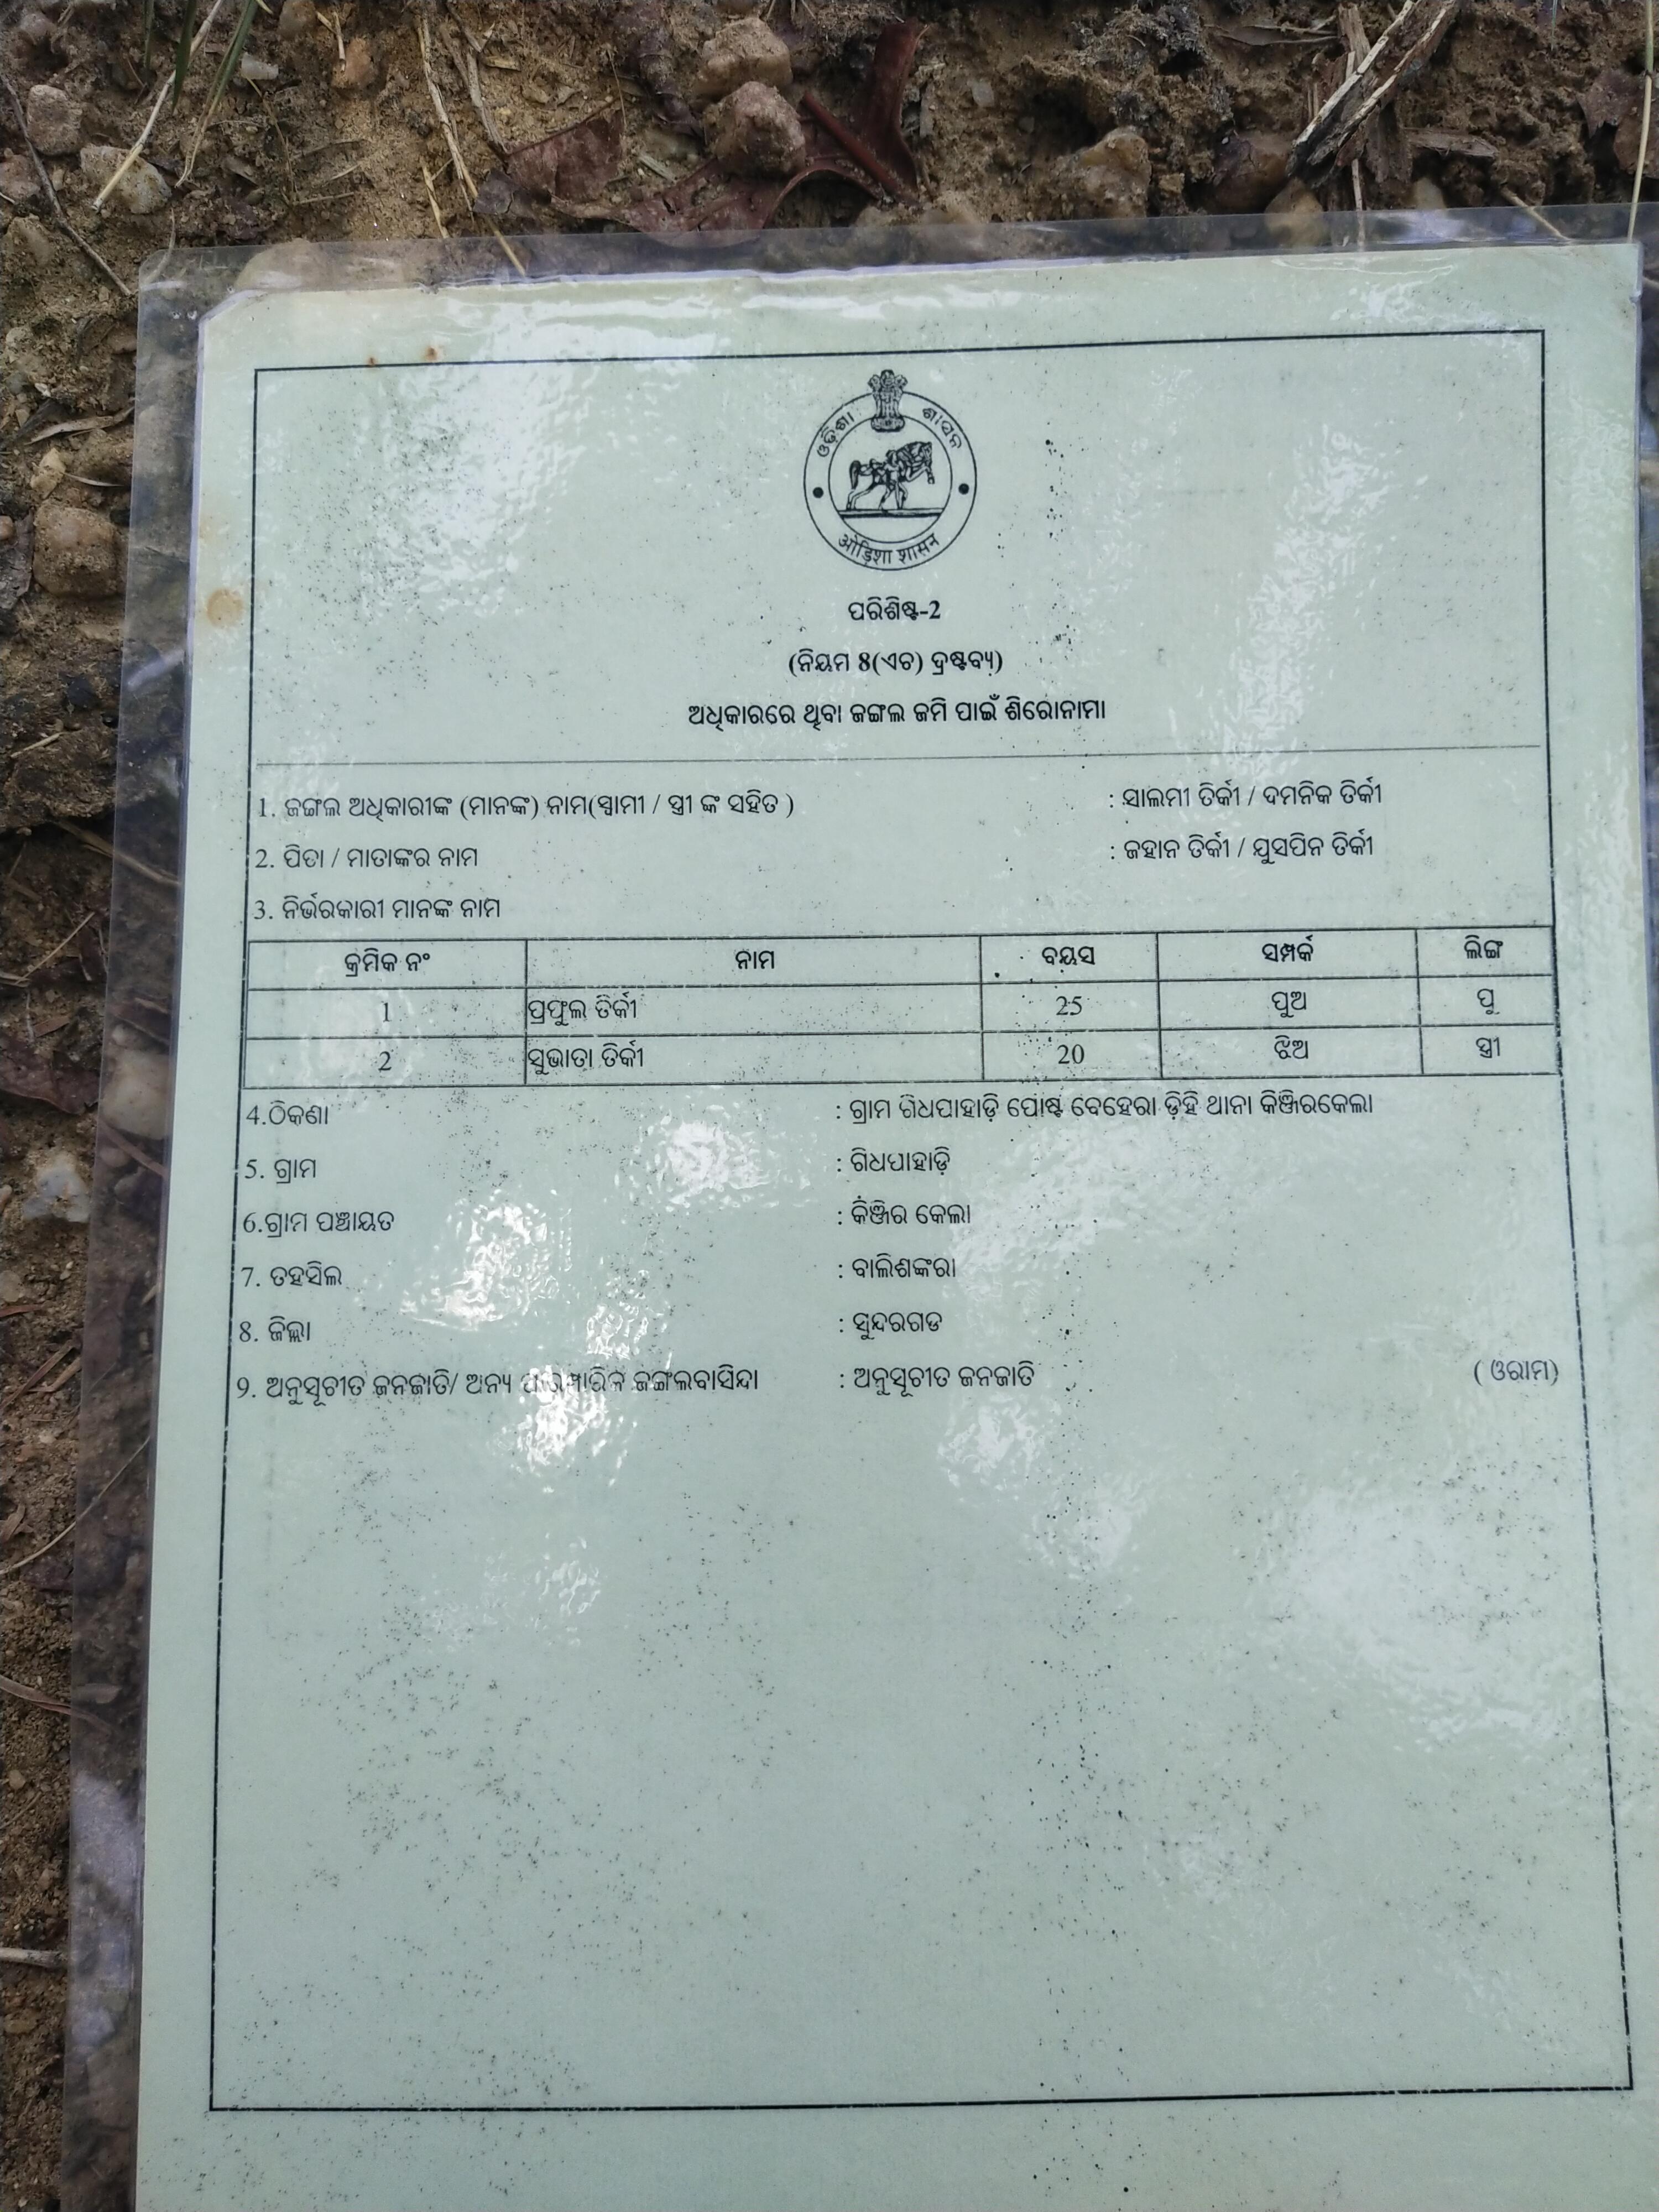 ଓଡ଼ିଶା ଶାସନ
ओड़िशा शासन
ପରିଶିଷ୍ଟ-2
(ନିୟମ 8(ଏଚ) ଦ୍ରଷ୍ଟବ୍ୟ)
ଅଧିକାରରେ ଥିବା ଜଙ୍ଗଲ ଜମି ପାଇଁ ଶିରୋନାମା
1. ଜଙ୍ଗଲ ଅଧିକାରୀଙ୍କ (ମାନଙ୍କ) ନାମ(ସ୍ୱାମୀ / ସ୍ତ୍ରୀ ଙ୍କ ସହିତ ) : ସାଲମୀ ତିର୍କୀ / ଦମନିକ ତିର୍କୀ
2. ପିତା / ମାତାଙ୍କର ନାମ : ଜହାନ ତିର୍କୀ / ଯୁସପିନ ତିର୍କୀ
3. ନିର୍ଭରକାରୀ ମାନଙ୍କ ନାମ
କ୍ରମିକ ନଂ ନାମ ବୟସ ସମ୍ପର୍କ ଲିଙ୍ଗ
1 ପ୍ରଫୁଲ ତିର୍କୀ 25 ପୁଅ ପୁ
2 ସୁଭାତା ତିର୍କୀ 20 ଝିଅ ସ୍ତ୍ରୀ
4.ଠିକଣା : ଗ୍ରାମ ଗିଧପାହାଡ଼ି ପୋଷ୍ଟ ବେହେରା ଡ଼ିହି ଥାନା କିଞ୍ଜିରକେଲା
5. ଗ୍ରାମ : ଗିଧପାହାଡ଼ି
6.ଗ୍ରାମ ପଞ୍ଚାୟତ : କିଞ୍ଜିର କେଲା
7. ତହସିଲ : ବାଲିଶଙ୍କରା
8. ଜିଲ୍ଲା : ସୁନ୍ଦରଗଡ
9. ଅନୁସୂଚୀତ ଜନଜାତି/ ଅନ୍ୟ ପାରମ୍ପାରିକ ଜଙ୍ଗଲବାସିନ୍ଦା : ଅନୁସୂଚୀତ ଜନଜାତି ( ଓରାମ)